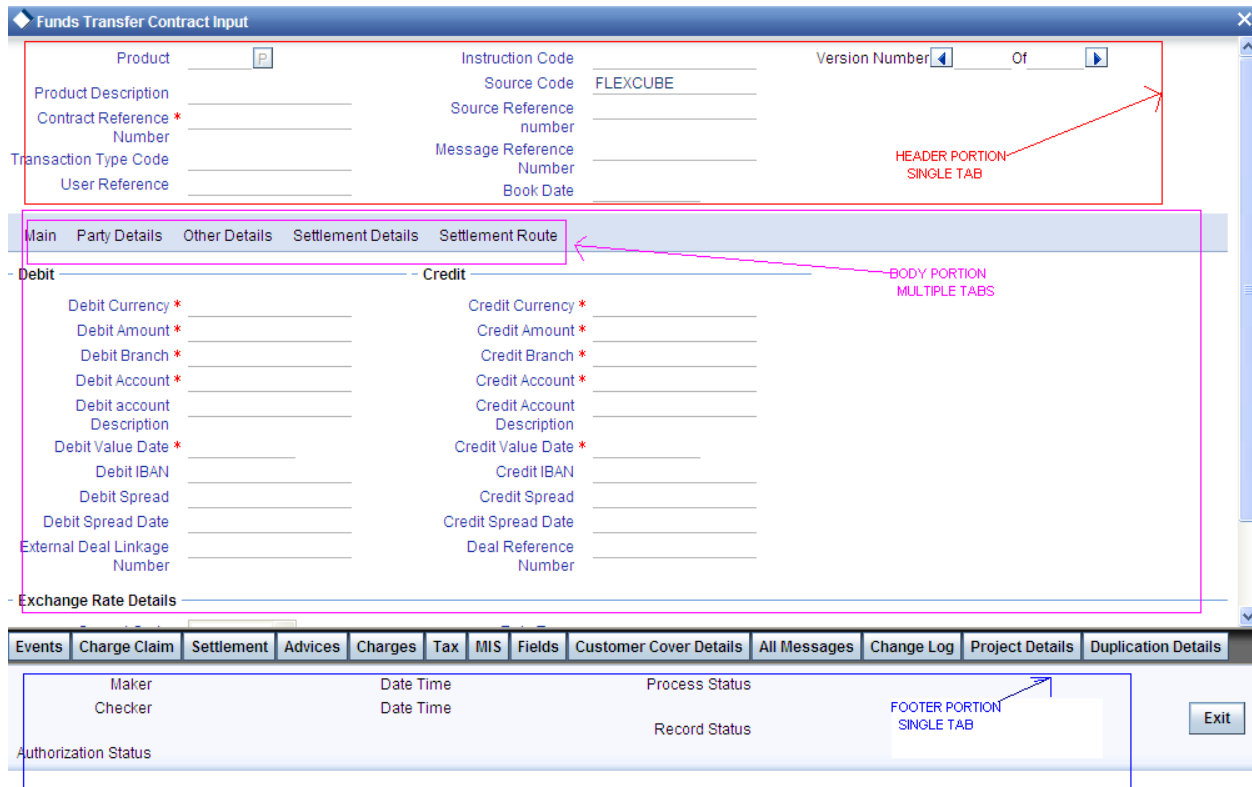 Funds Transfer Contract Input
Product P Instruction Code Version Number Of
Source Code FLEXCUBE
Product Description
Source Reference
number
Contract Reference *
Number
Message Reference
Number
HEADER PORTION
SINGLE TAB
Transaction Type Code
User Reference Book Date
Main Party Details Other Details Settlement Details Settlement Route
Debit Credit BODY PORTION
MULTIPLE TABS
Debit Currency * Credit Currency *
Debit Amount * Credit Amount *
Debit Branch * Credit Branch *
Debit Account * Credit Account *
Debit account
Description
Credit Account
Description
Debit Value Date * Credit Value Date *
Debit IBAN Credit IBAN
Debit Spread Credit Spread
Debit Spread Date Credit Spread Date
External Deal Linkage
Number
Deal Reference
Number
Exchange Rate Details
Events Charge Claim Settlement Advices Charges Tax MIS Fields Customer Cover Details All Messages Change Log Project Details Duplication Details
Maker Date Time Process Status
Checker Date Time FOOTER PORTION
SINGLE TAB
Exit
Record Status
Authorization Status